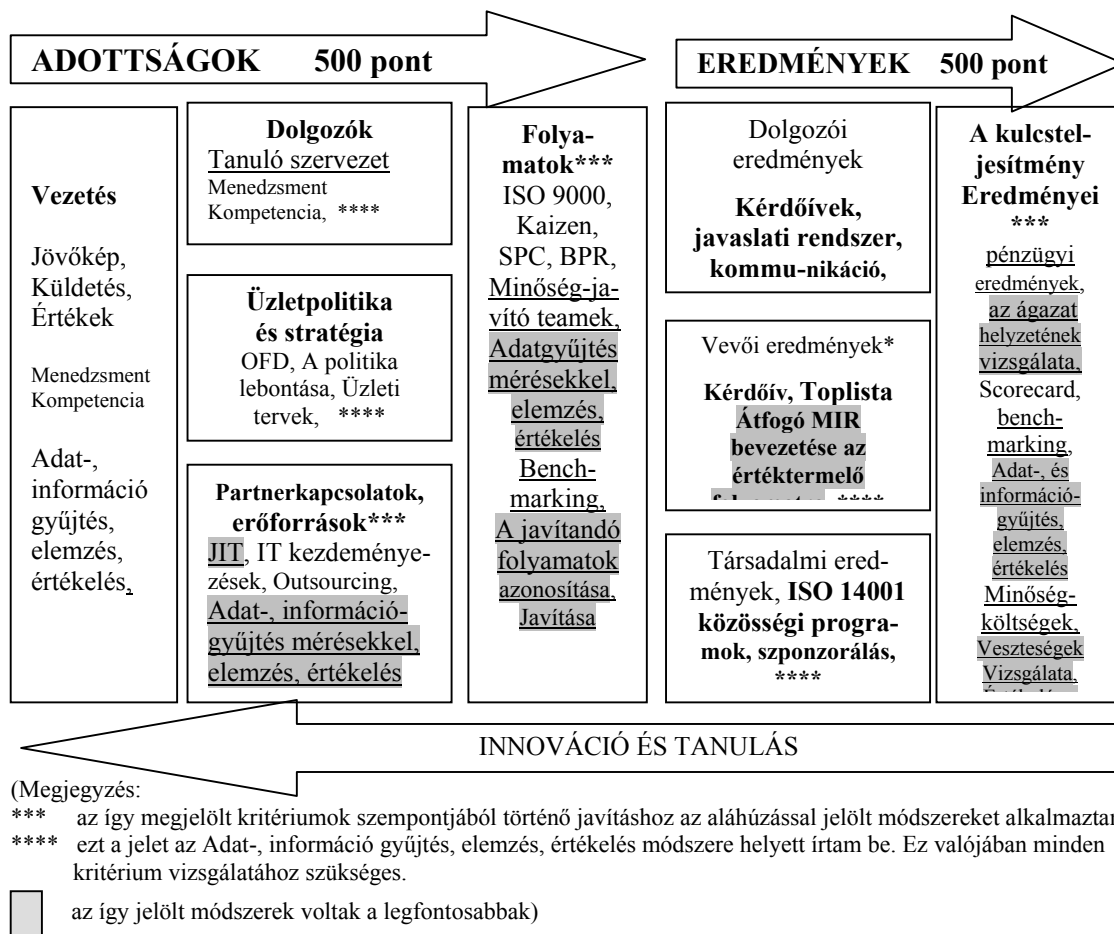 ADOTTSÁGOK 500 pont
EREDMÉNYEK 500 pont
Vezetés
Jövőkép,
Küldetés,
Értékek
Menedzsment
Kompetencia
Adat-,
információ
gyűjtés,
elemzés,
értékelés,
Dolgozók
Tanuló szervezet
Menedzsment
Kompetencia, ****
Üzletpolitika
és stratégia
OFD, A politika
lebontása, Üzleti
tervek, ****
Partnerkapcsolatok,
erőforrások***
JIT, IT kezdeménye-
zések, Outsourcing,
Adat-, információ-
gyűjtés mérésekkel,
elemzés, értékelés
Folya-
matok***
ISO 9000,
Kaizen,
SPC, BPR,
Minőség-ja-
vító teamek,
Adatgyűjtés
mérésekkel,
elemzés,
értékelés
Bench-
marking,
A javítandó
folyamatok
azonosítása,
Javítása
Dolgozói
eredmények
Kérdőívek,
javaslati rendszer,
kommu-nikáció,
Vevői eredmények*
Kérdőív, Toplista
Átfogó MIR
bevezetése az
értéktermelő
****
Társadalmi ered-
mények, ISO 14001
közösségi progra-
mok, szponzorálás,
****
A kulcstel-
jesítmény
Eredményei
***
pénzügyi
eredmények,
az ágazat
helyzetének
vizsgálata,
Scorecard,
bench-
marking,
Adat-, és
információ-
gyűjtés,
elemzés,
értékelés
Minőség-
költségek,
Veszteségek
Vizsgálata,
INNOVÁCIÓ ÉS TANULÁS
(Megjegyzés:
*** az így megjelölt kritériumok szempontjából történő javításhoz az aláhúzással jelölt módszereket
**** ezt a jelet az Adat-, információ gyűjtés, elemzés, értékelés módszere helyett írtam be. Ez valójában minden
kritérium vizsgálatához szükséges.
az így jelölt módszerek voltak a legfontosabbak)